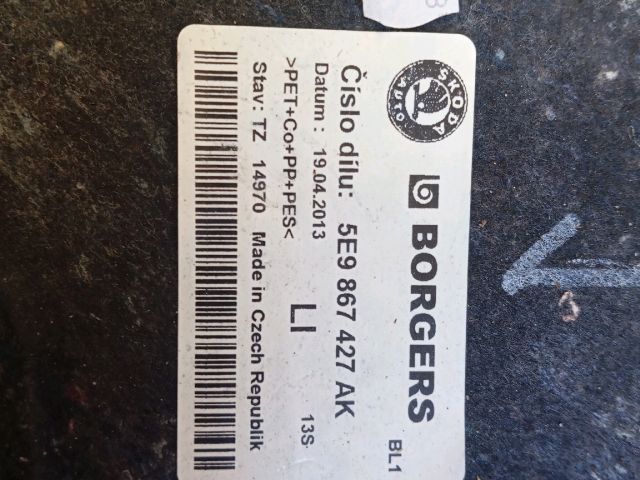 ŠKODA
AUTO
BORGERS
BL1
Číslo dílu: 5E9 867 427 AK
Datum : 19.04.2013
LI
13S
>PET+Co+PP+PES<
Stav: TZ 14970 Made in Czech Republik
8